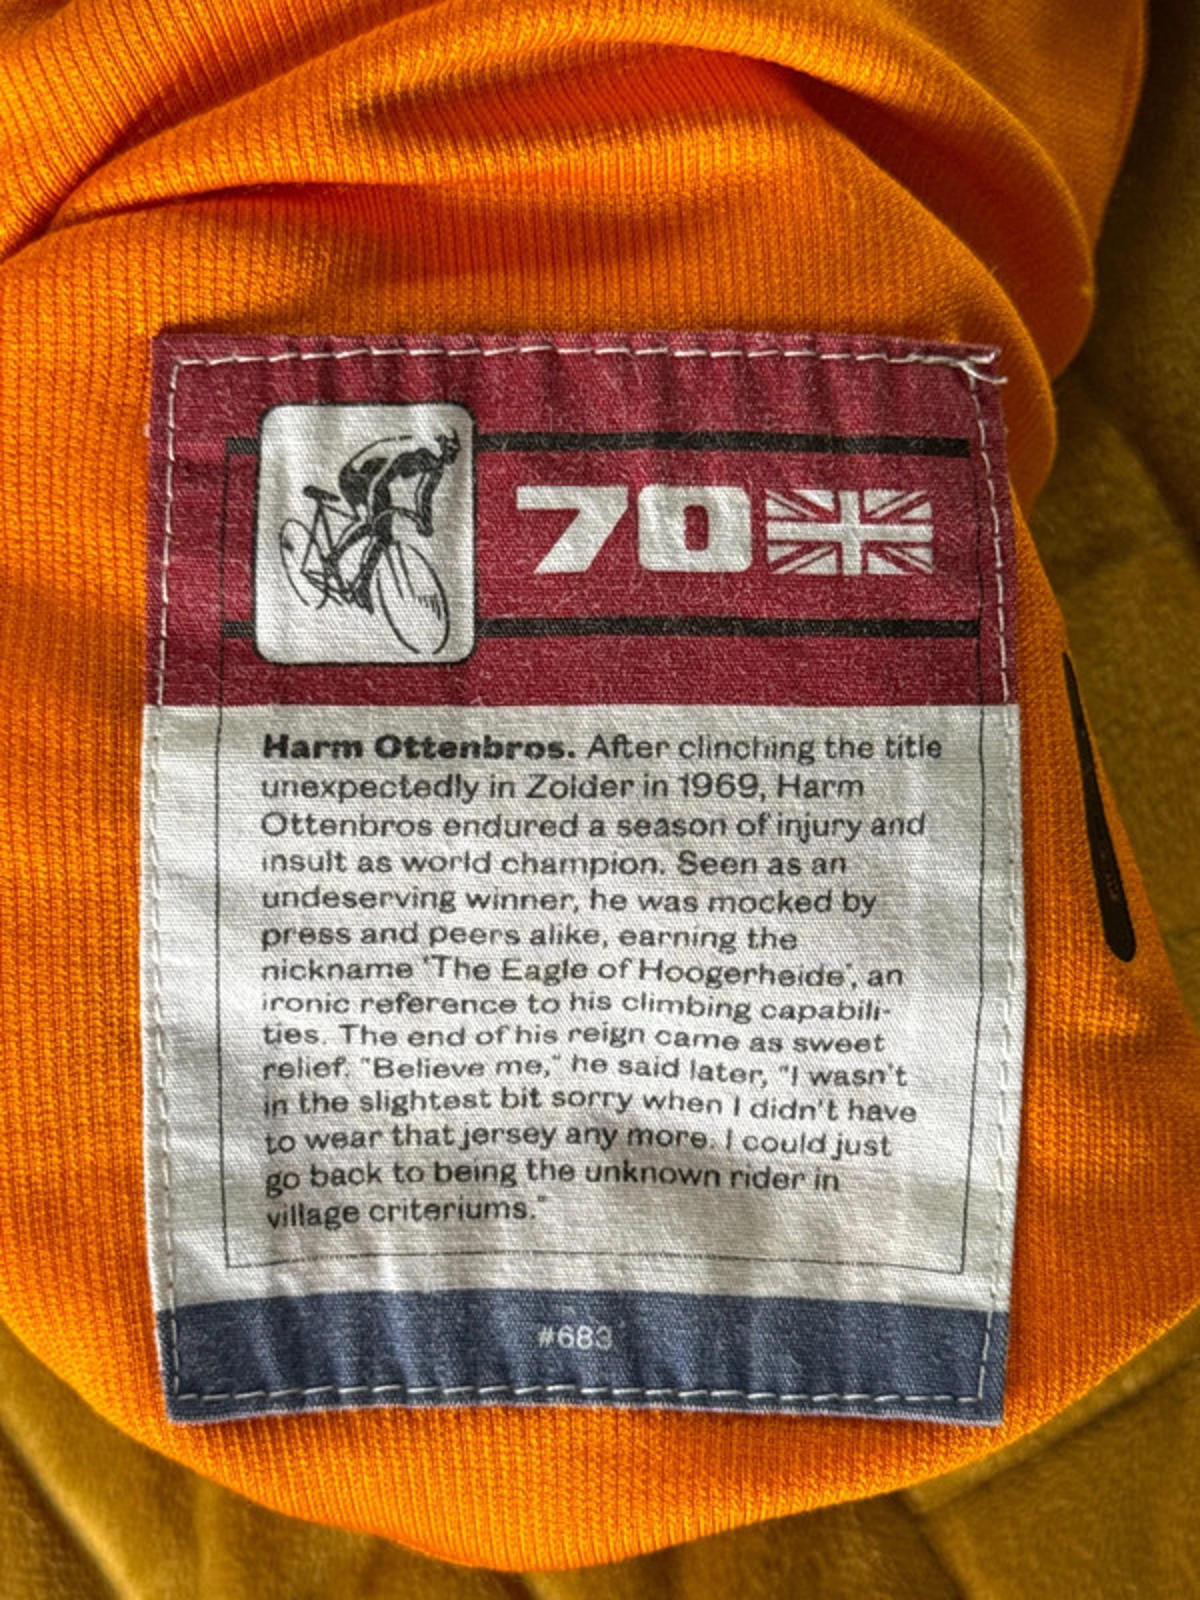 70
Harm Ottenbros. After clinching the title
unexpectedly in Zolder in 1969, Harm
Ottenbros endured a season of injury and
insult as world champion. Seen as an
undeserving winner, he was mocked by
press and peers alike, earning the
nickname 'The Eagle of Hoogerheide', an
ironic reference to his climbing capabili-
ties. The end of his reign came as sweet
relief. "Believe me," he said later, "I wasn't
in the slightest bit sorry when I didn't have
to wear that jersey any more. I could just
go back to being the unknown rider in
village criteriums."
#683